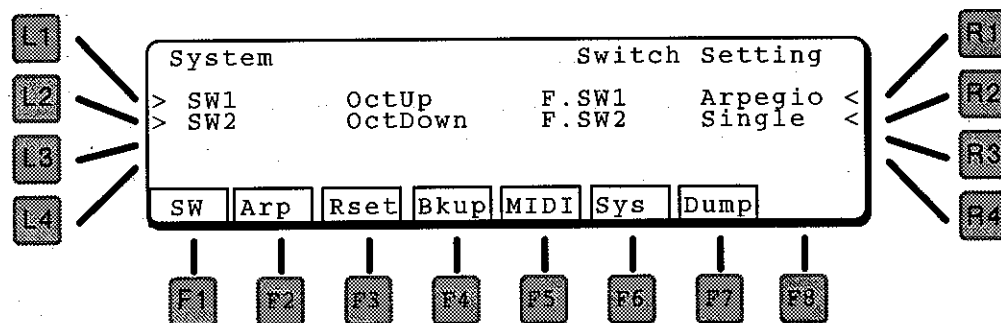 System Switch Setting
> SW1 OctUp F.SW1 Arpegio <
> SW2 OctDown F.SW2 Single <
SW Arp Rset Bkup MIDI Sys Dump
L1
L2
L3
L4
R1
R2
R3
R4
F1 F2 F3 F4 F5 F6 F7 F8